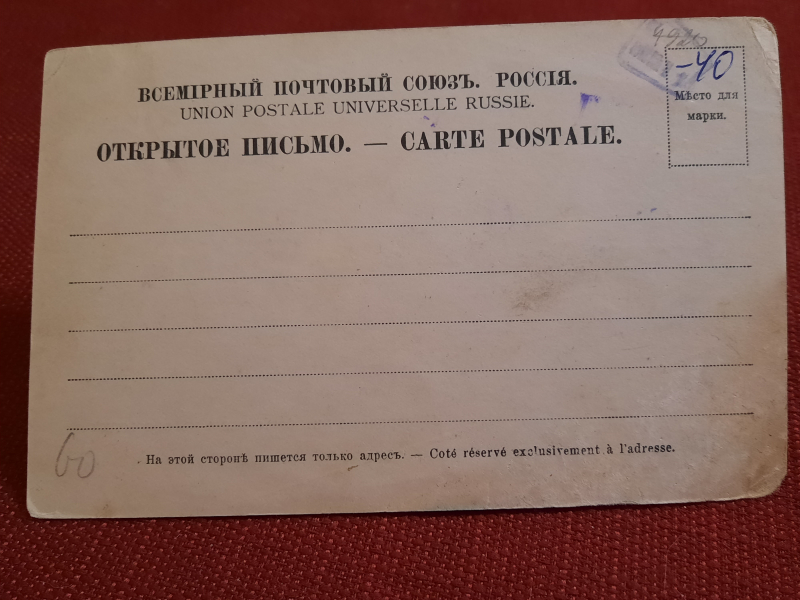 4920
-40
ВСЕМІРНЫЙ ПОЧТОВЫЙ СОЮЗЪ. РОССІЯ.
UNION POSTALE UNIVERSELLE RUSSIE.
ОТКРЫТОЕ ПИСЬМО. — CARTE POSTALE.
Мѣсто для
марки.
60
На этой сторонѣ пишется только адресъ. — Coté réservé exclusivement à l'adresse.